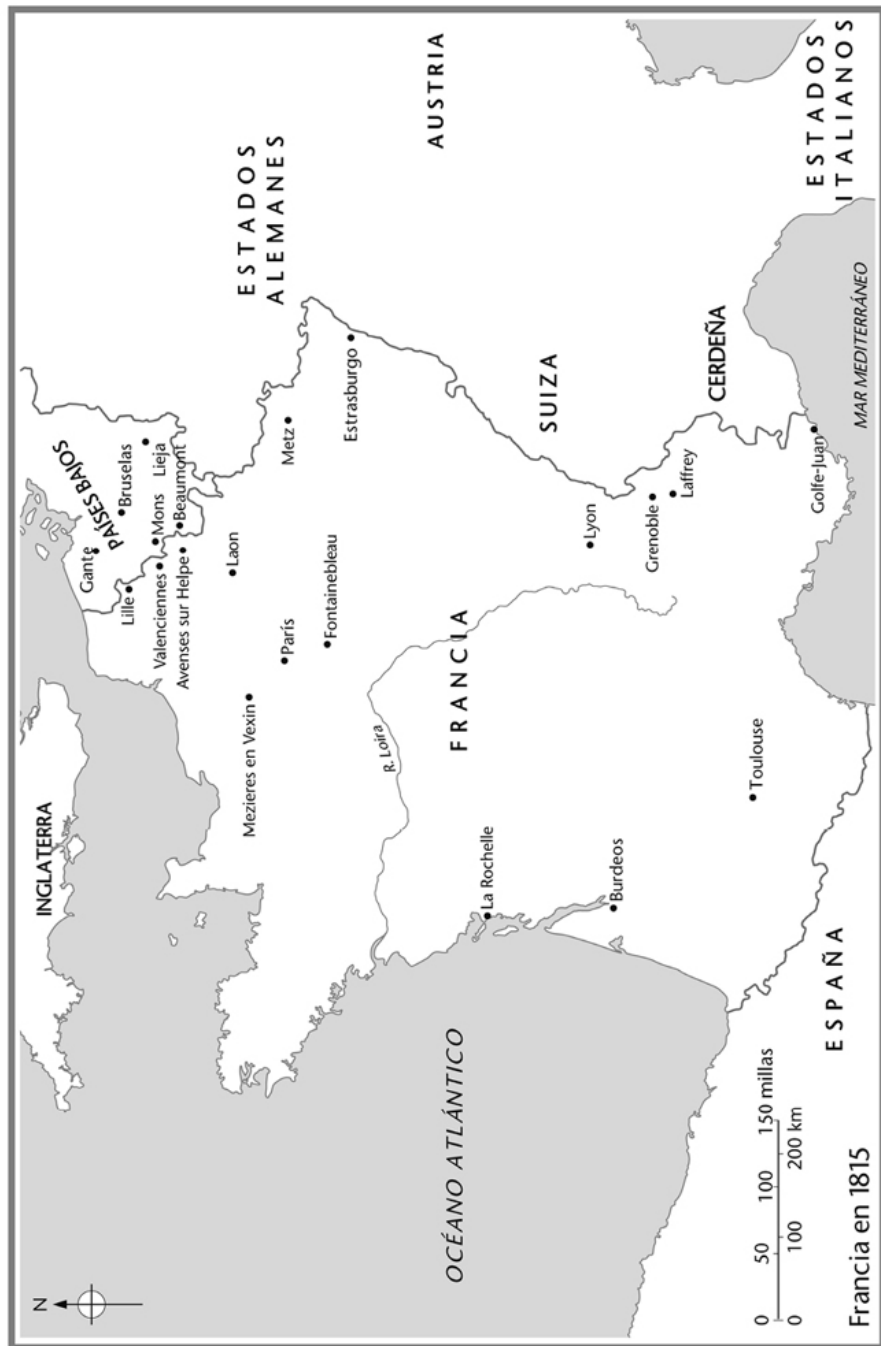 N
INGLATERRA
PAÍSES BAJOS
Gante
Bruselas
Lille
Mons
Lieja
Valenciennes
Beaumont
Avenses sur Helpe
Laon
ESTADOS
ALEMANES
Mezieres en Vexin
París
Metz
Fontainebleau
Estrasburgo
R. Loira
AUSTRIA
OCÉANO ATLÁNTICO
FRANCIA
La Rochelle
SUIZA
Lyon
Burdeos
Grenoble
Laffrey
CERDEÑA
Toulouse
Golfe-Juan
ESTADOS
ITALIANOS
MAR MEDITERRÁNEO
ESPAÑA
0 50 100 150 millas
0 100 200 km
Francia en 1815